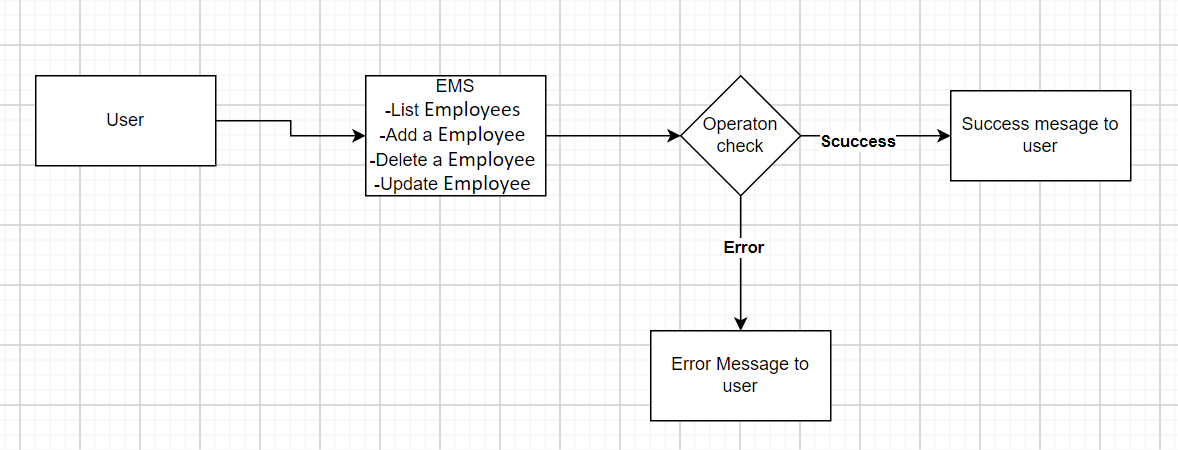 User
EMS
-List Employees
-Add a Employee
-Delete a Employee
-Update Employee
Operaton
check
Scuccess
Success mesage to
user
Error
Error Message to
user